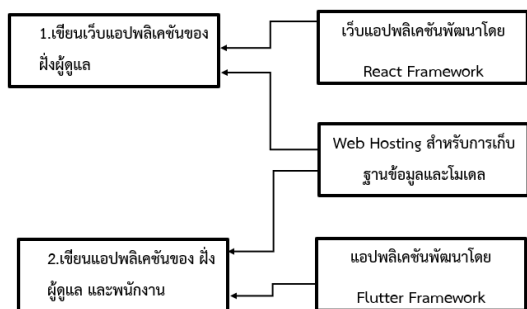 1.เขียนเว็บแอปพลิเคชันของ
ฝั่งผู้ดูแล
เว็บแอปพลิเคชันพัฒนาโดย
React Framework
Web Hosting สำหรับการเก็บ
ฐานข้อมูลและโมเดล
2.เขียนแอปพลิเคชันของ ฝั่ง
ผู้ดูแล และพนักงาน
แอปพลิเคชันพัฒนาโดย
Flutter Framework